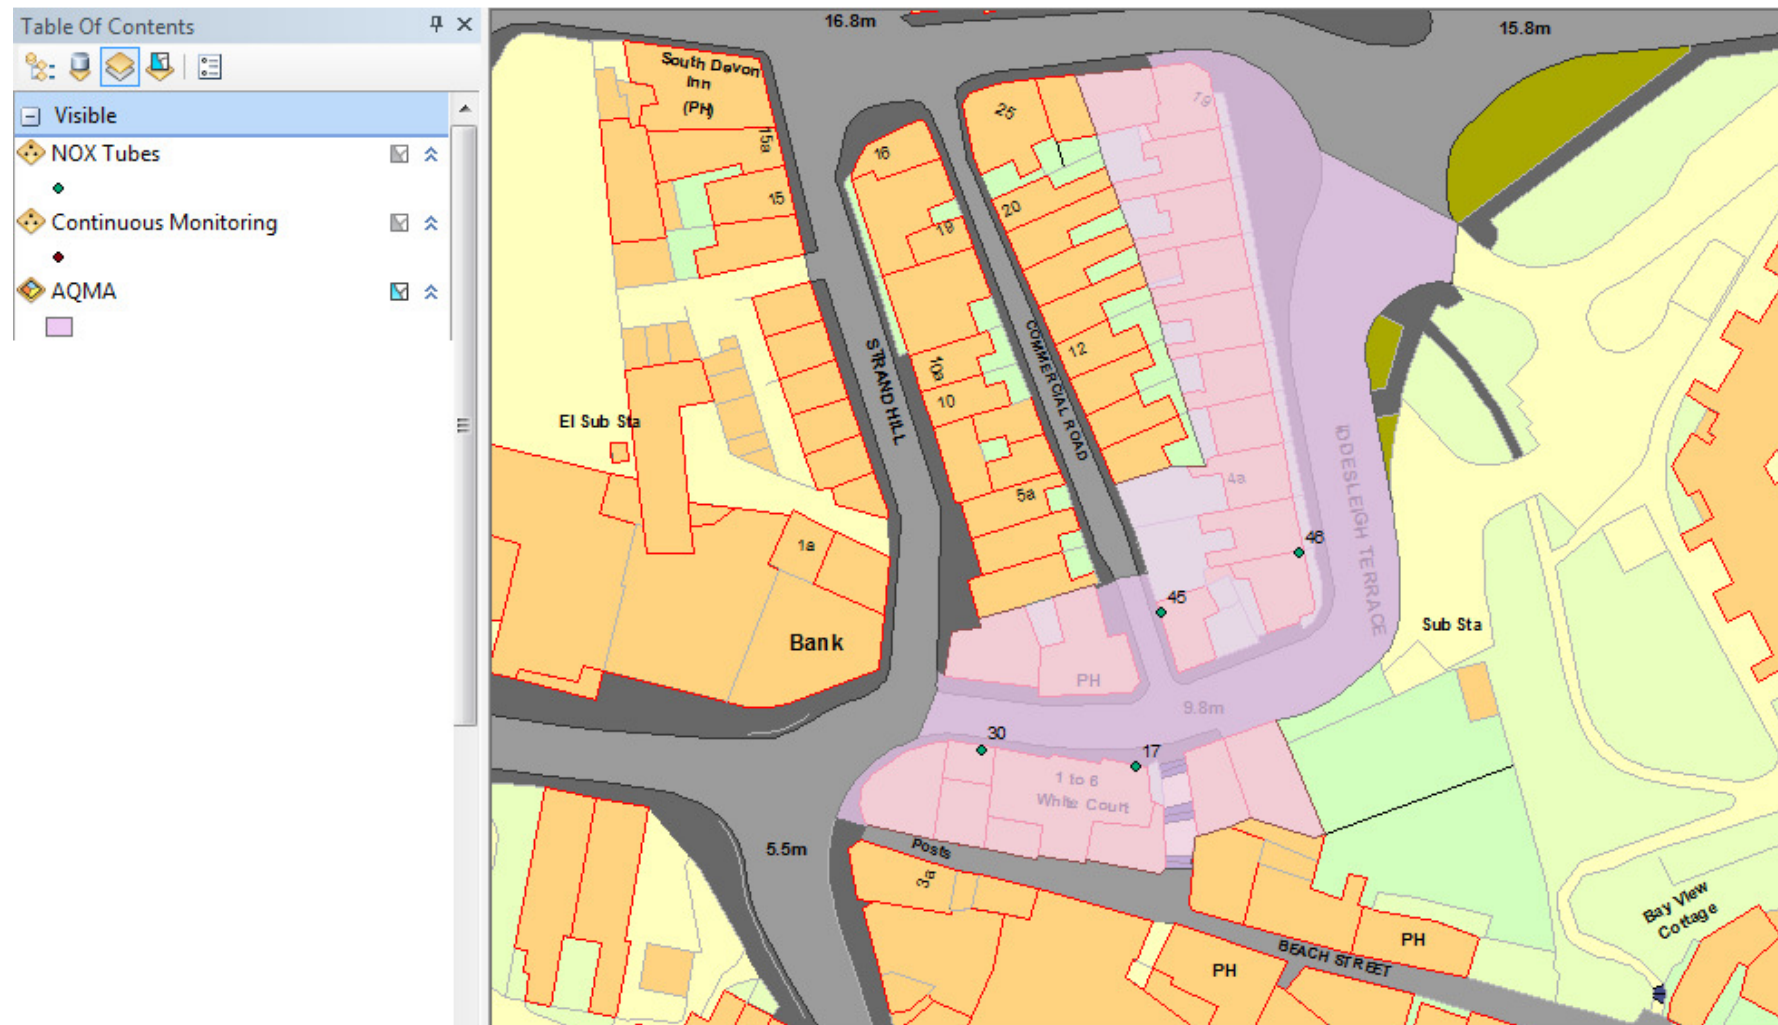 Table Of Contents
Visible
NOX Tubes
Continuous Monitoring
AQMA
16.8m
15.8m
South Devon
Inn
(PH)
15a
15
16
19
25
20
19
12
10a
10
5a
4a
STRAND HILL
COMMERCIAL ROAD
IDDESLEIGH TERRACE
El Sub Sta
1a
Bank
46
45
Sub Sta
PH
9.8m
30
17
1 to 6
White Court
5.5m
Posts
3a
BEACH STREET
PH
PH
Bay View
Cottage